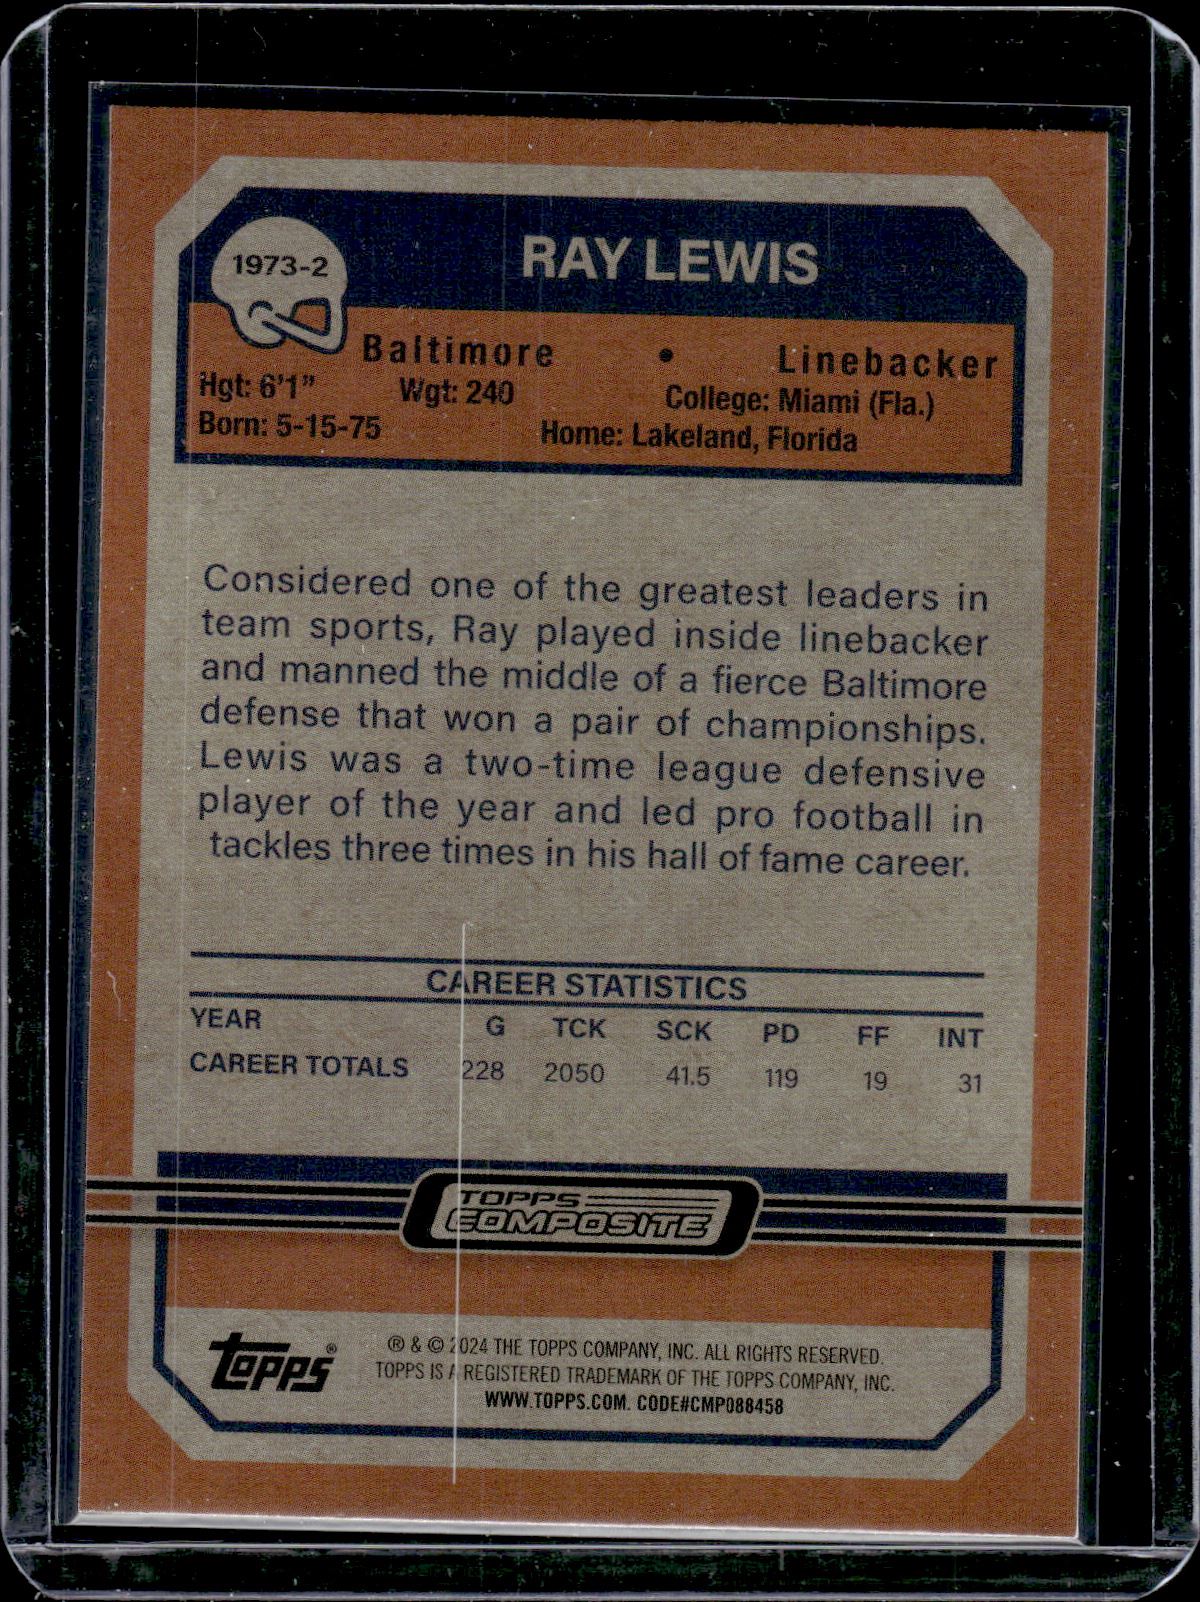 1973-2
RAY LEWIS
Baltimore • Linebacker
Hgt: 6'1" Wgt: 240 College: Miami (Fla.)
Born: 5-15-75 Home: Lakeland, Florida
Considered one of the greatest leaders in
team sports, Ray played inside linebacker
and manned the middle of a fierce Baltimore
defense that won a pair of championships.
Lewis was a two-time league defensive
player of the year and led pro football in
tackles three times in his hall of fame career.
CAREER STATISTICS
YEAR G TCK SCK PD FF INT
CAREER TOTALS 228 2050 41.5 119 19 31
TOPPS
COMPOSITE
topps®
® & © 2024 THE TOPPS COMPANY, INC. ALL RIGHTS RESERVED.
TOPPS IS A REGISTERED TRADEMARK OF THE TOPPS COMPANY, INC.
WWW.TOPPS.COM. CODE#CMP088458